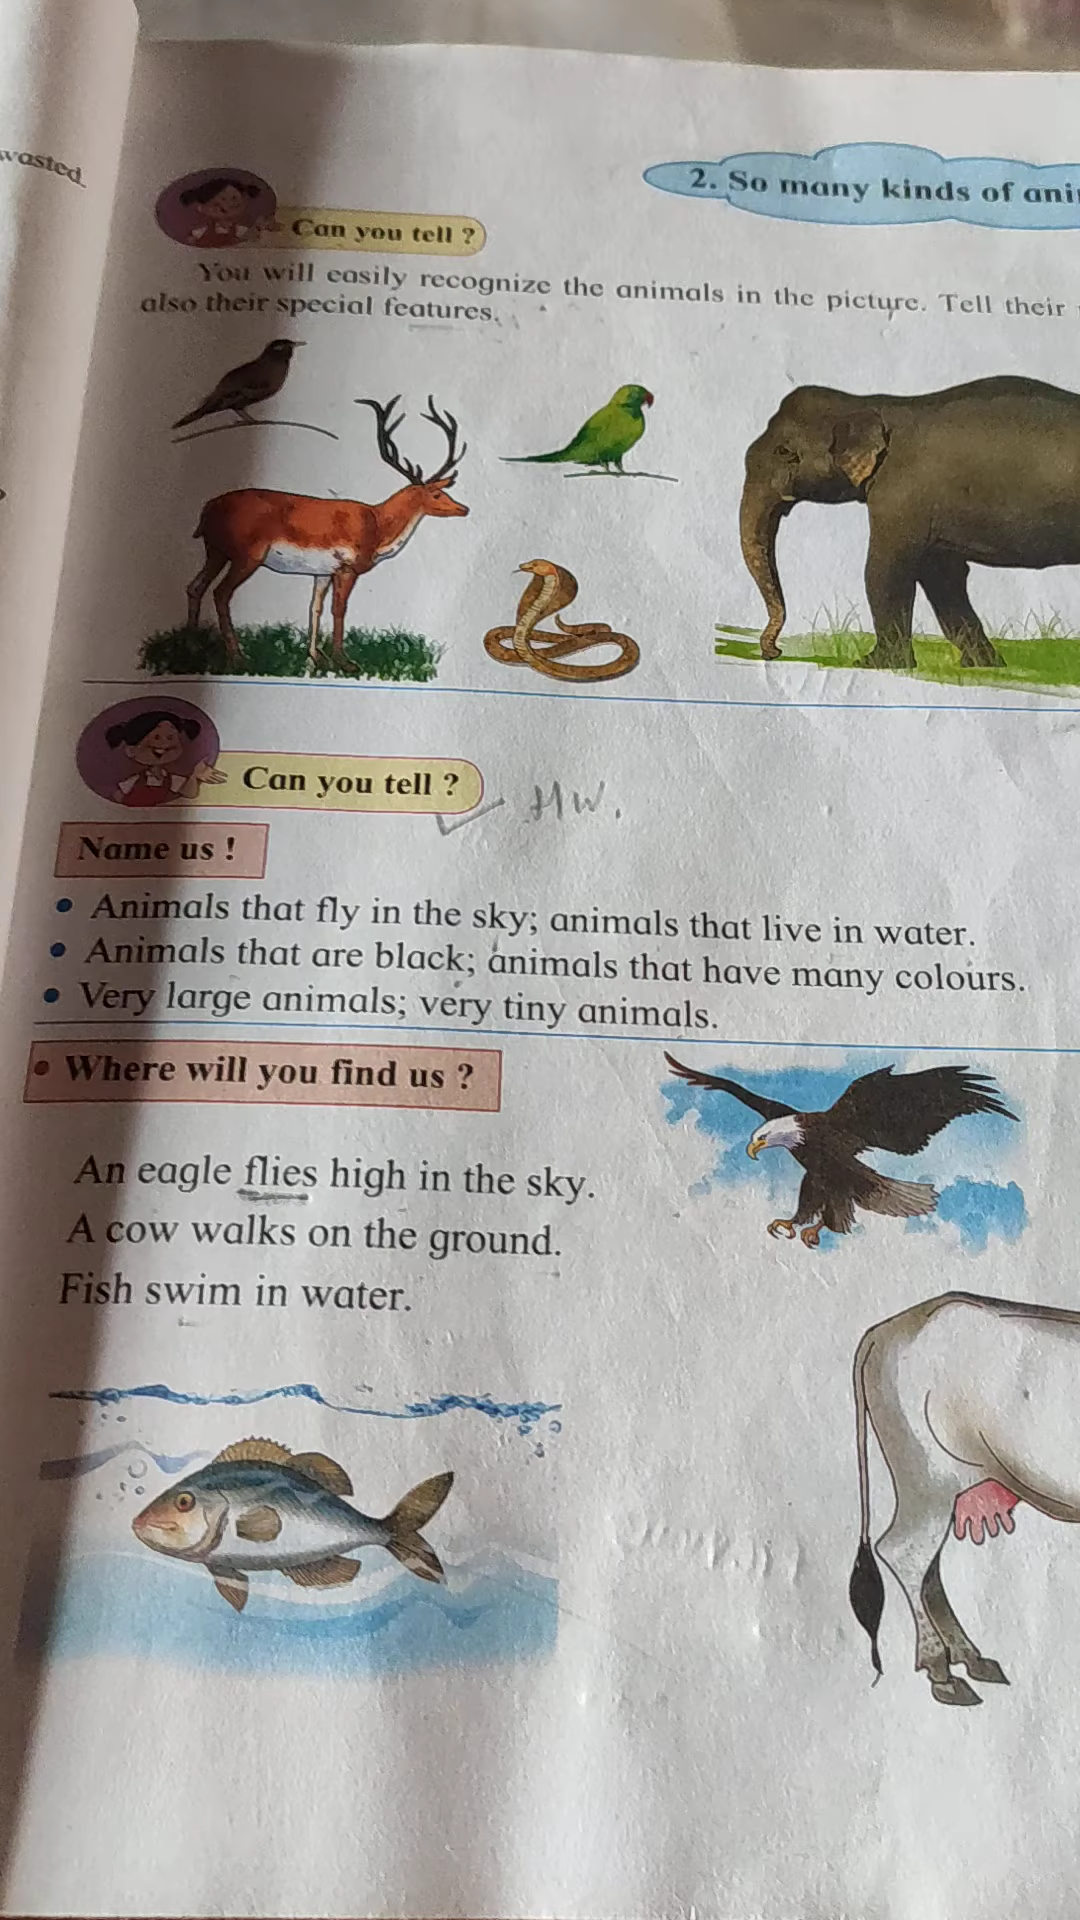 wasted.
2. So many kinds of ani
Can you tell ?
You will easily recognize the animals in the picture. Tell their
also their special features.
Can you tell ?
HW.
Name us !
• Animals that fly in the sky; animals that live in water.
• Animals that are black; animals that have many colours.
• Very large animals; very tiny animals.
• Where will you find us ?
An eagle flies high in the sky.
A cow walks on the ground.
Fish swim in water.